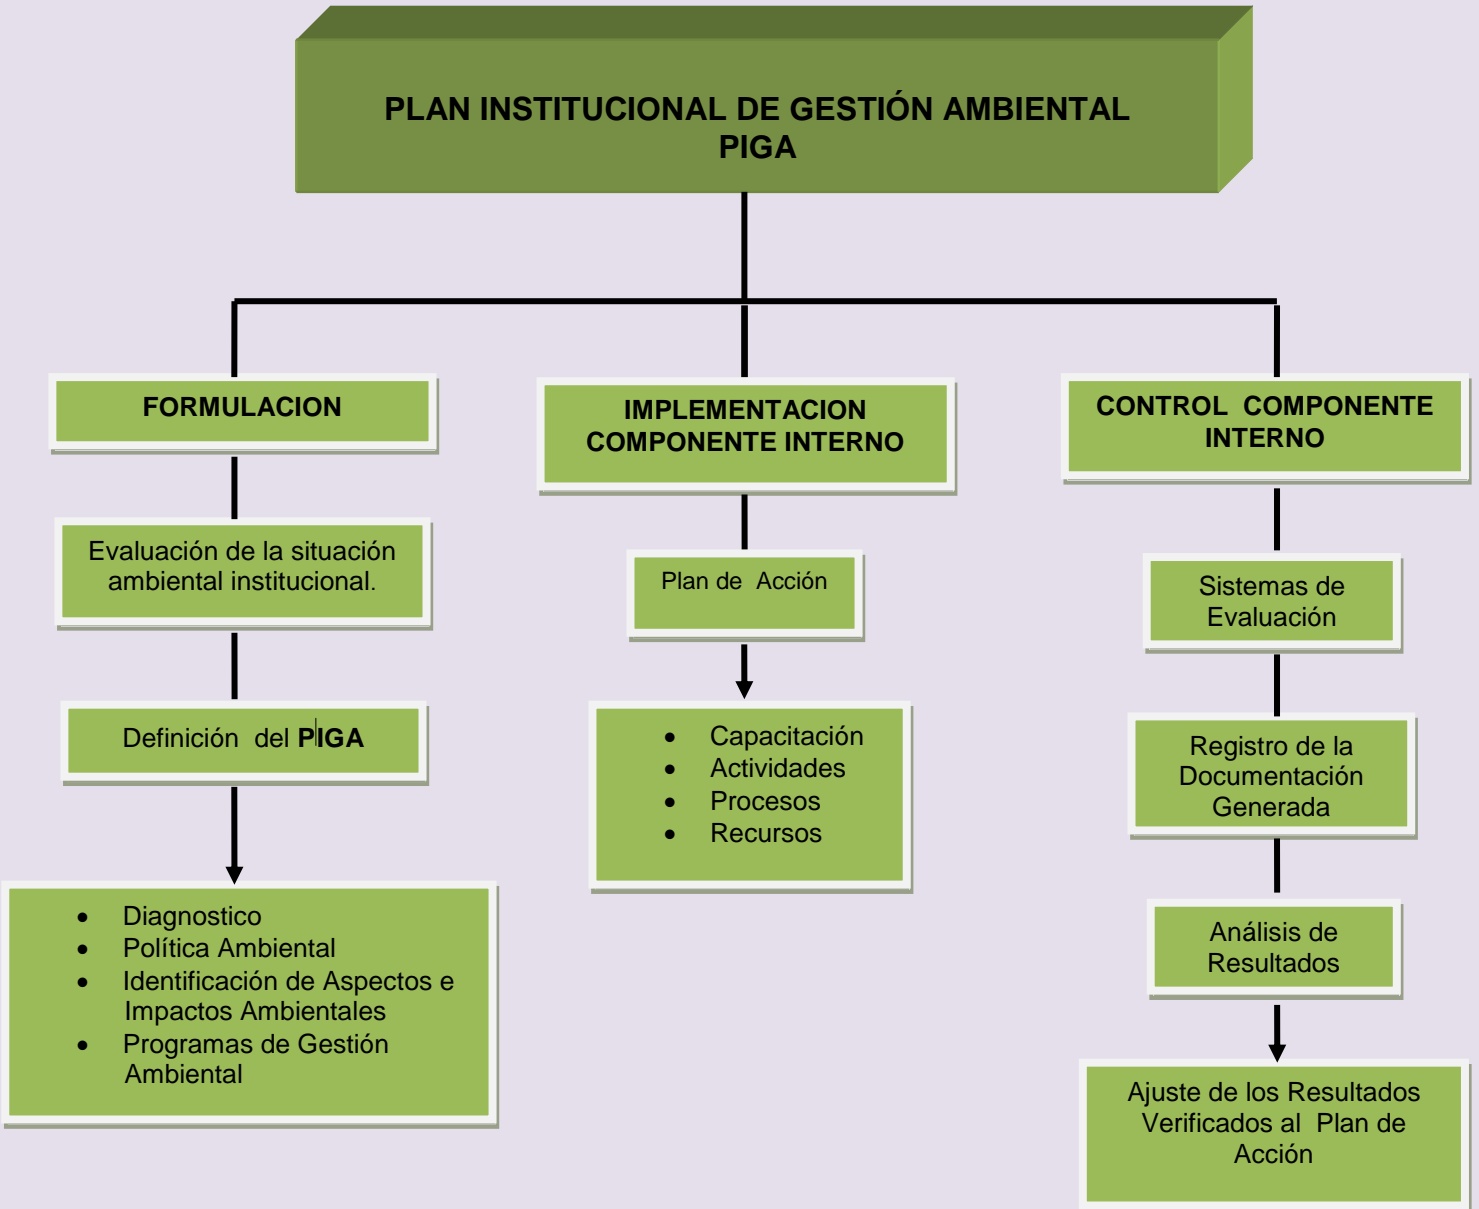 PLAN INSTITUCIONAL DE GESTIÓN AMBIENTAL
PIGA
FORMULACION
Evaluación de la situación
ambiental institucional.
Definición del PIGA
• Diagnostico
• Política Ambiental
• Identificación de Aspectos e
Impactos Ambientales
• Programas de Gestión
Ambiental
IMPLEMENTACION
COMPONENTE INTERNO
Plan de Acción
• Capacitación
• Actividades
• Procesos
• Recursos
CONTROL COMPONENTE
INTERNO
Sistemas de
Evaluación
Registro de la
Documentación
Generada
Análisis de
Resultados
Ajuste de los Resultados
Verificados al Plan de
Acción